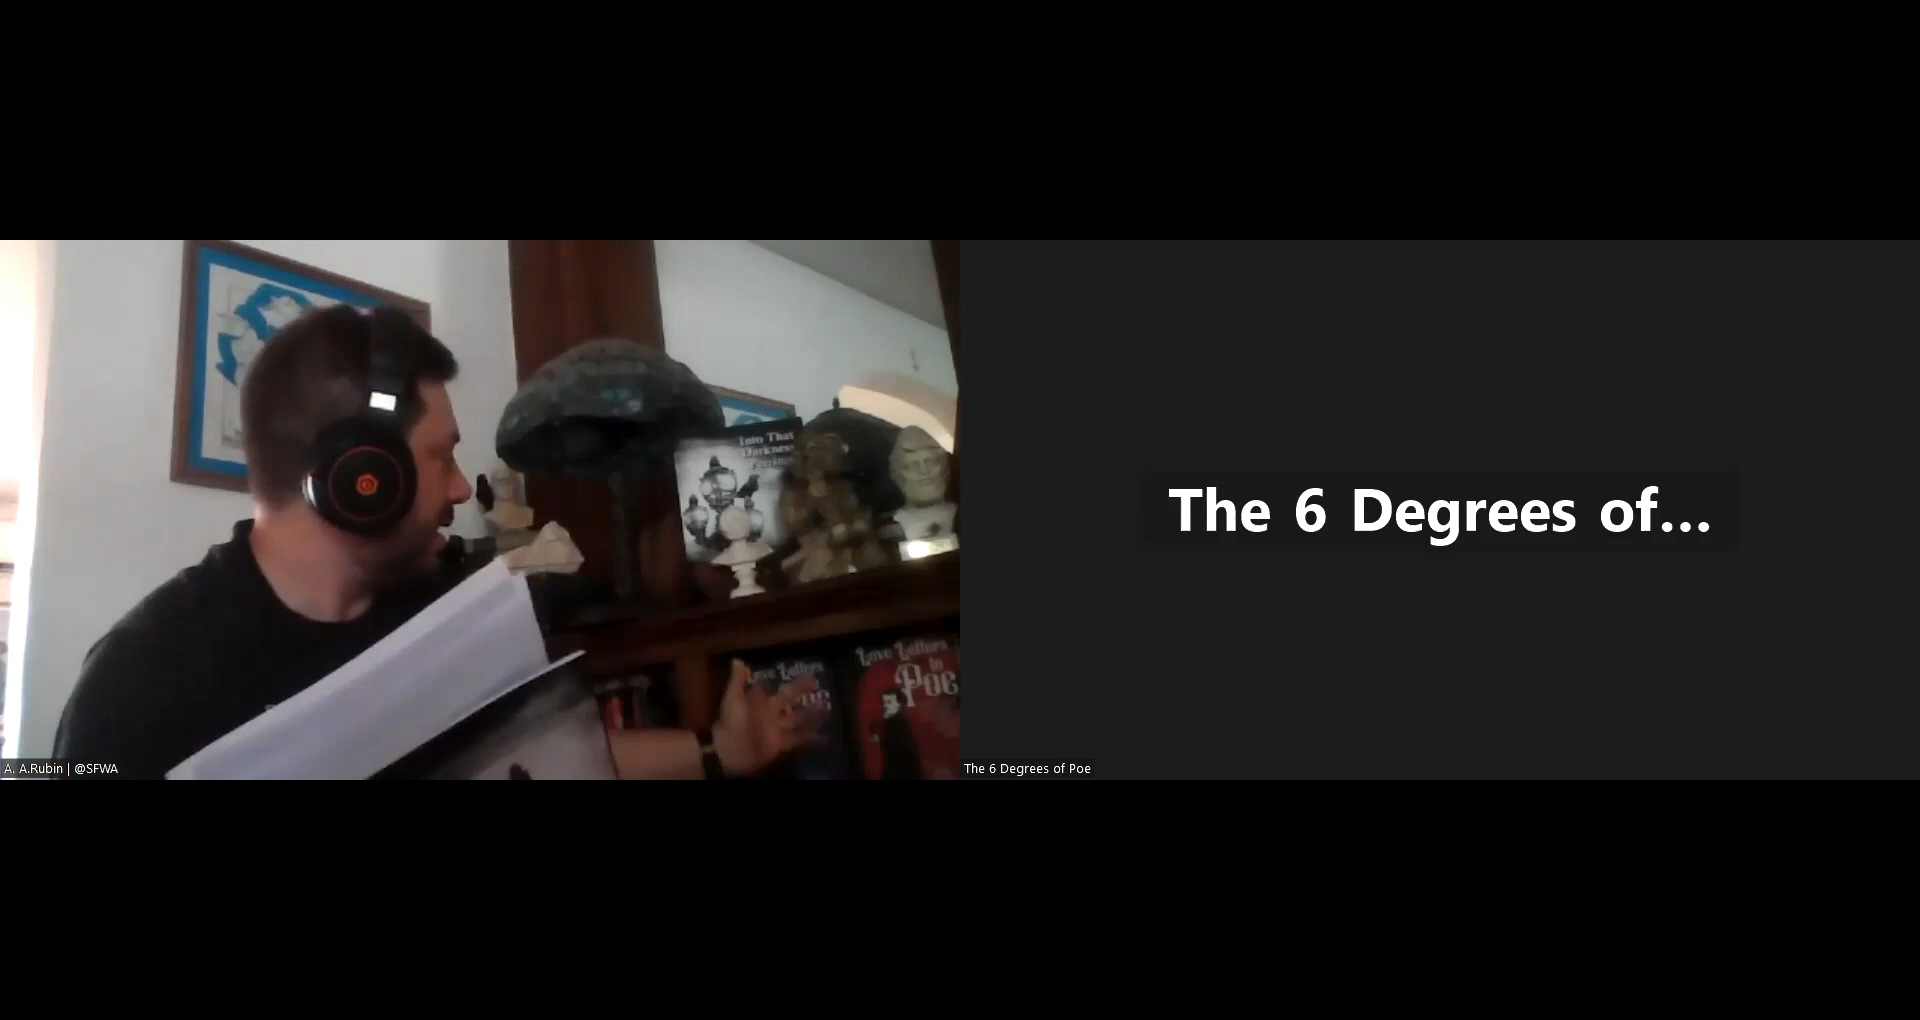 Into That
Darkness
Peering
The 6 Degrees of...
Love Letters
Love Letters
to
Poe
A. A.Rubin | @SFWA
The 6 Degrees of Poe